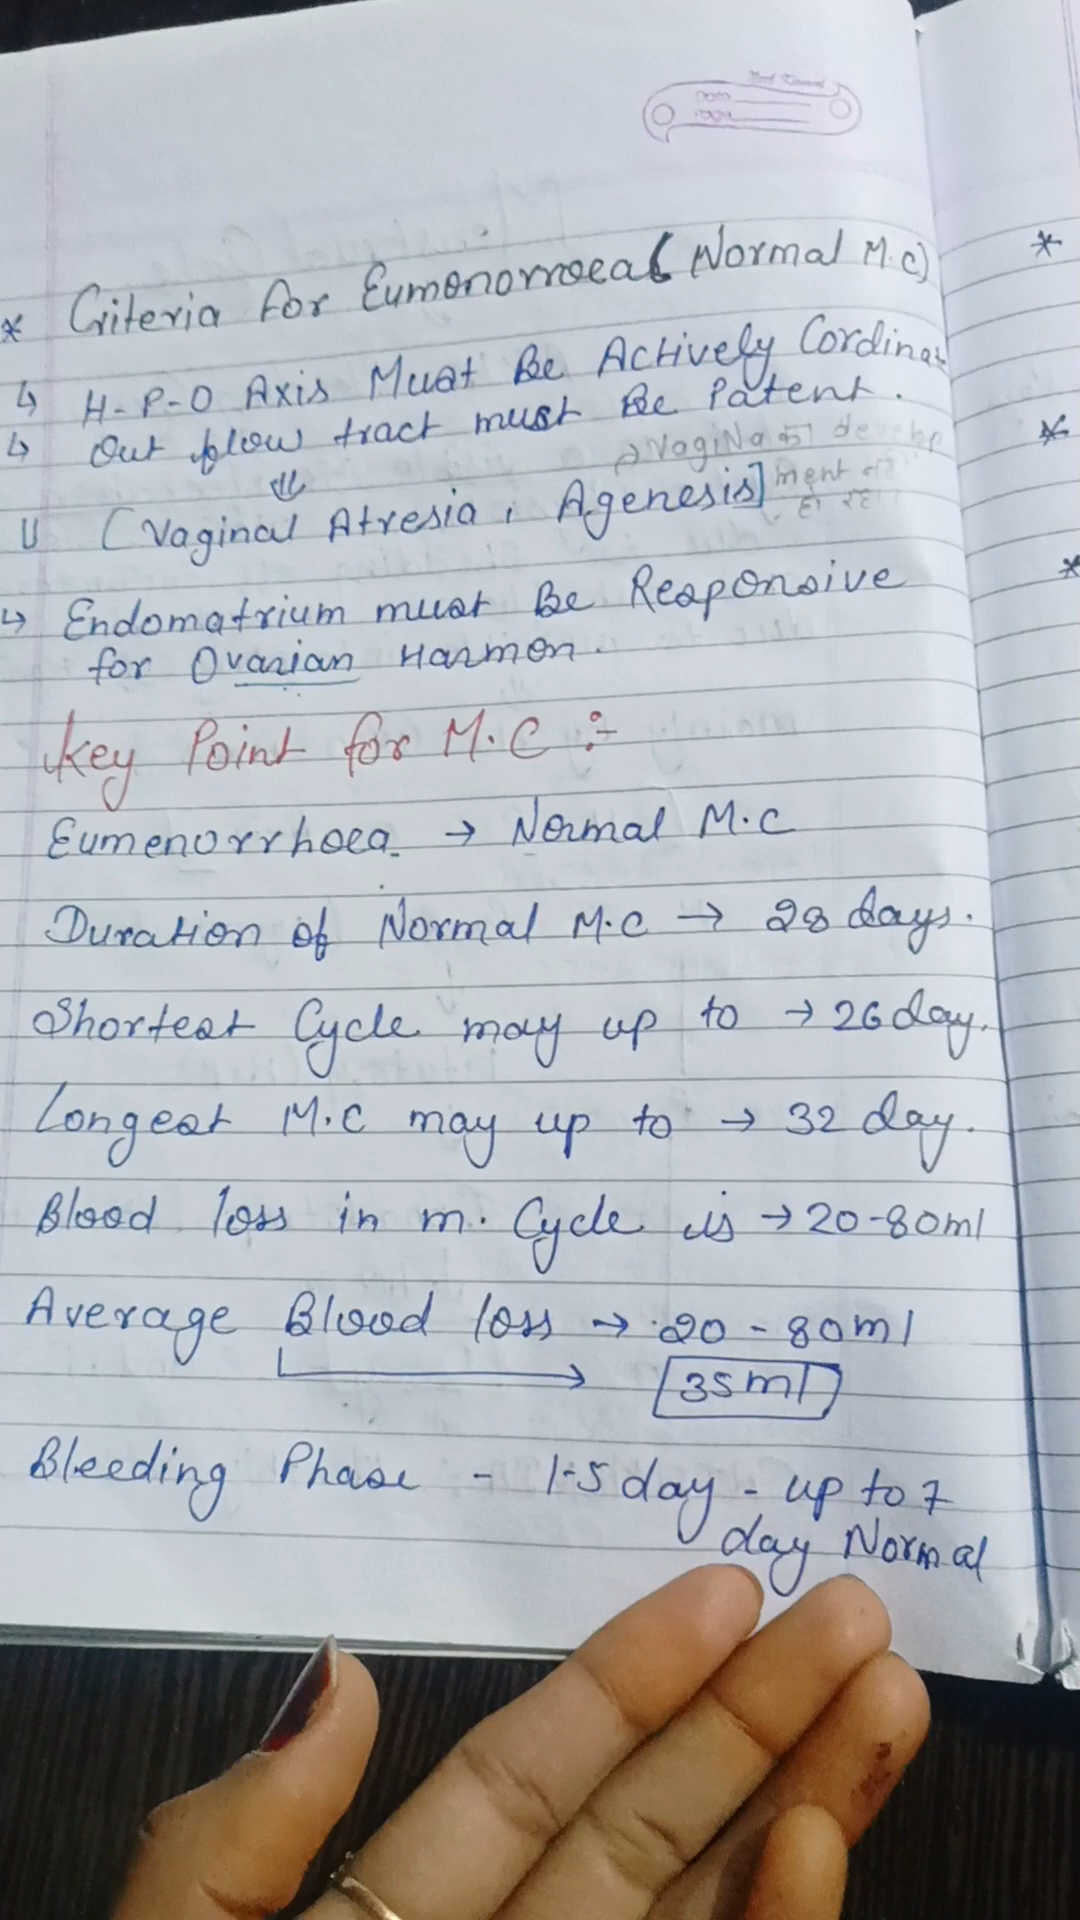 * Criteria for Eumenorroea ( Normal M.C)
↳ H-P-O Axis Must Be Actively Cordinat
↳ Out flow tract must Be Patent.
→ VagiNa का develop
[Vaginal Atresia, Agenesis]
ment
↳ Endomatrium must Be Responsive
for Ovarian Harmon.
Key Point for M.C :-
Eumenorrhoea → Normal M.C
Duration of Normal M.C → 28 days.
Shortest Cycle may up to → 26 day.
Longest M.C may up to → 32 day.
Blood loss in m. Cycle is → 20-80ml
Average Blood loss → 20 - 80ml
35ml
Bleeding Phase - 1-5 day - up to 7
day Normal